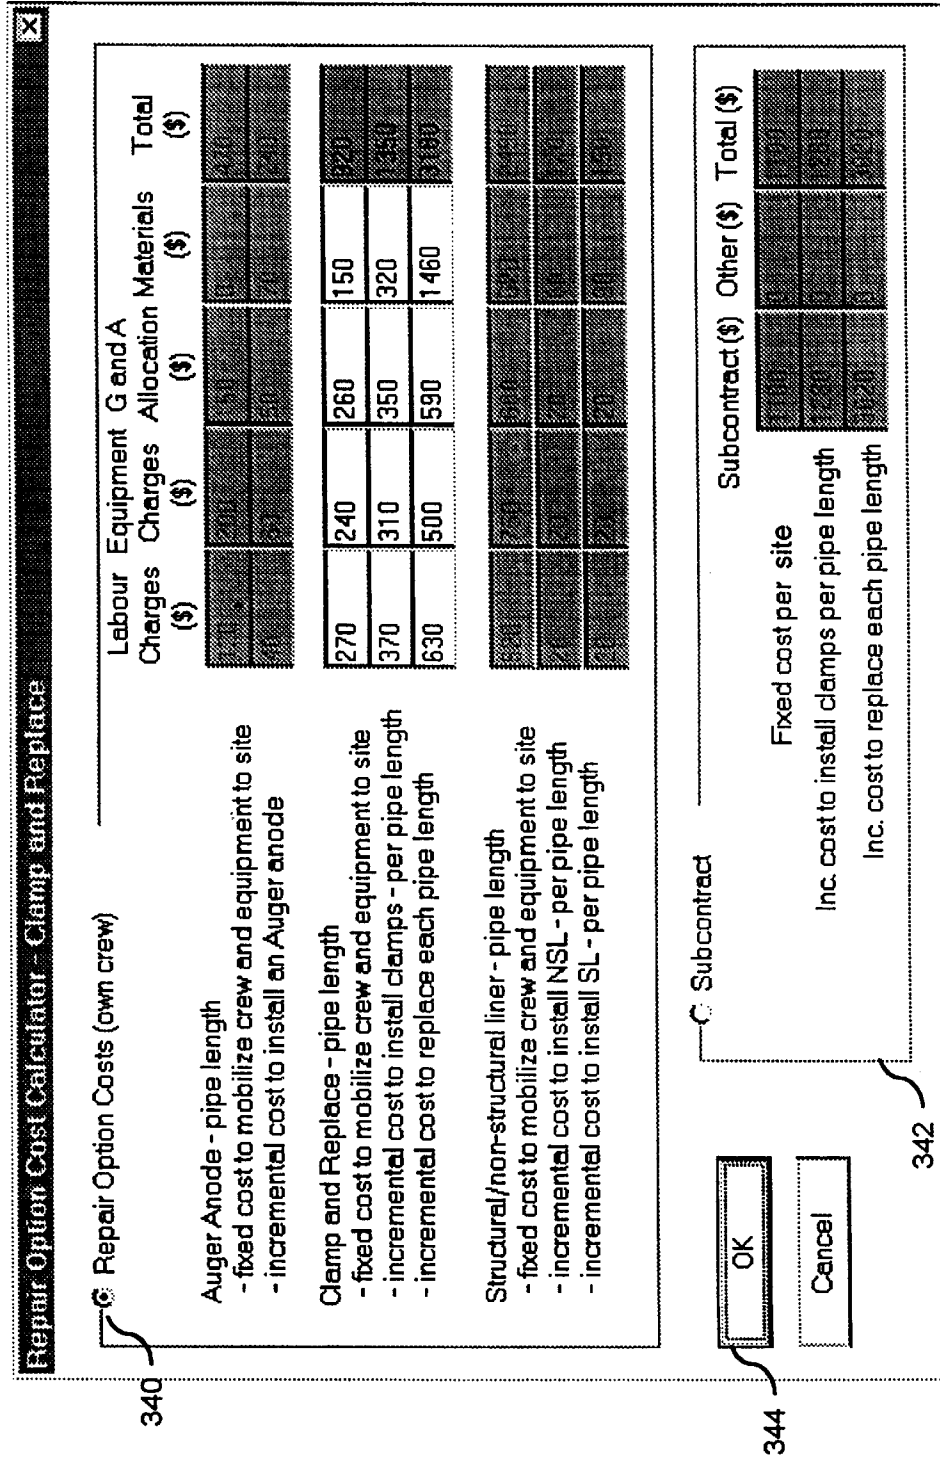 Repair Option Cost Calculator - Clamp and Replace
Repair Option Costs (own crew)
Labour Charges ($) Equipment Charges ($) G and A Allocation ($) Materials ($) Total ($)
Auger Anode - pipe length
- fixed cost to mobilize crew and equipment to site
- incremental cost to install an Auger anode
Clamp and Replace - pipe length
- fixed cost to mobilize crew and equipment to site 270 240 260 150 920
- incremental cost to install clamps - per pipe length 370 310 350 320 1350
- incremental cost to replace each pipe length 630 500 590 1460 3180
Structural/non-structural liner - pipe length
- fixed cost to mobilize crew and equipment to site
- incremental cost to install NSL - per pipe length
- incremental cost to install SL - per pipe length
Subcontract
Subcontract ($) Other ($) Total ($)
Fixed cost per site 1100 0 1100
Inc. cost to install clamps per pipe length
Inc. cost to replace each pipe length
OK
Cancel
340
344
342